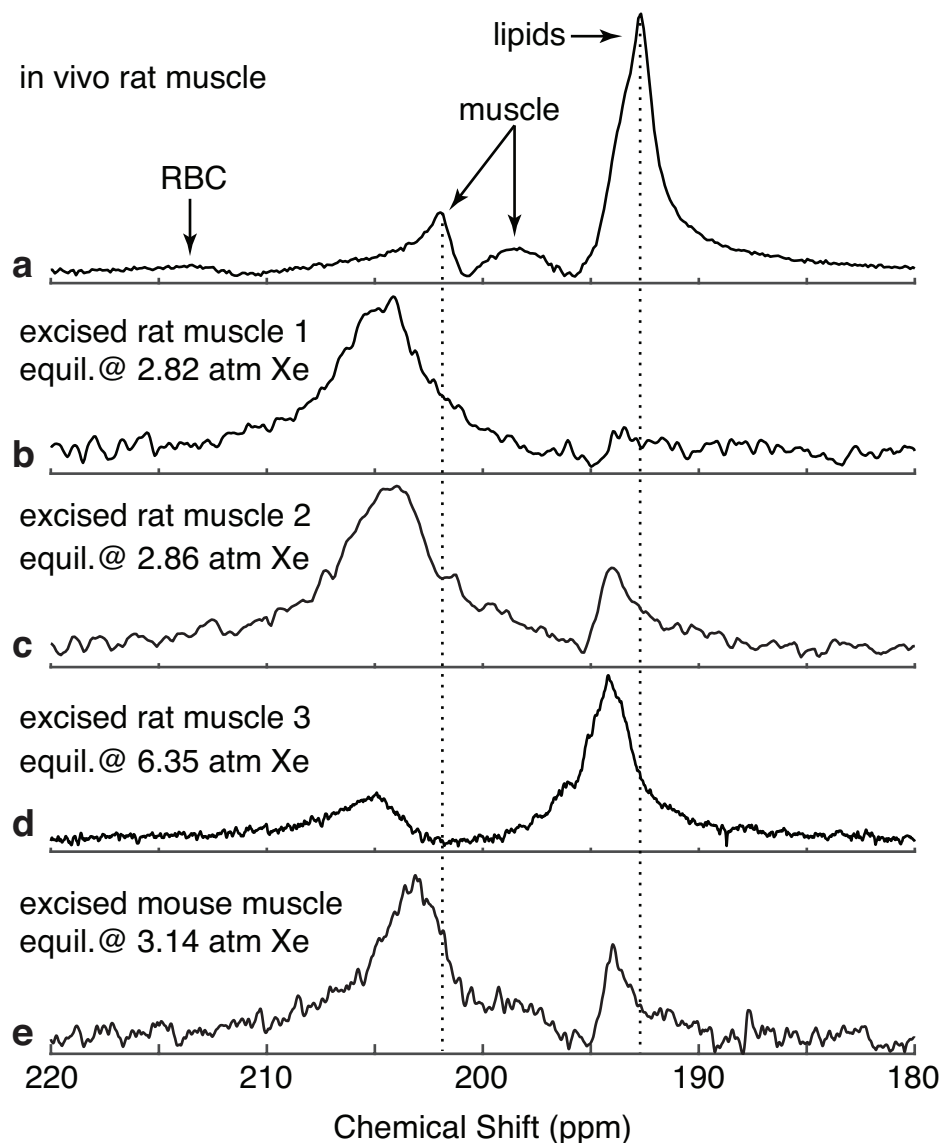 lipids
in vivo rat muscle
muscle
RBC
a
excised rat muscle 1
equil.@ 2.82 atm Xe
b
excised rat muscle 2
equil.@ 2.86 atm Xe
c
excised rat muscle 3
equil.@ 6.35 atm Xe
d
excised mouse muscle
equil.@ 3.14 atm Xe
e
220 210 200 190 180
Chemical Shift (ppm)